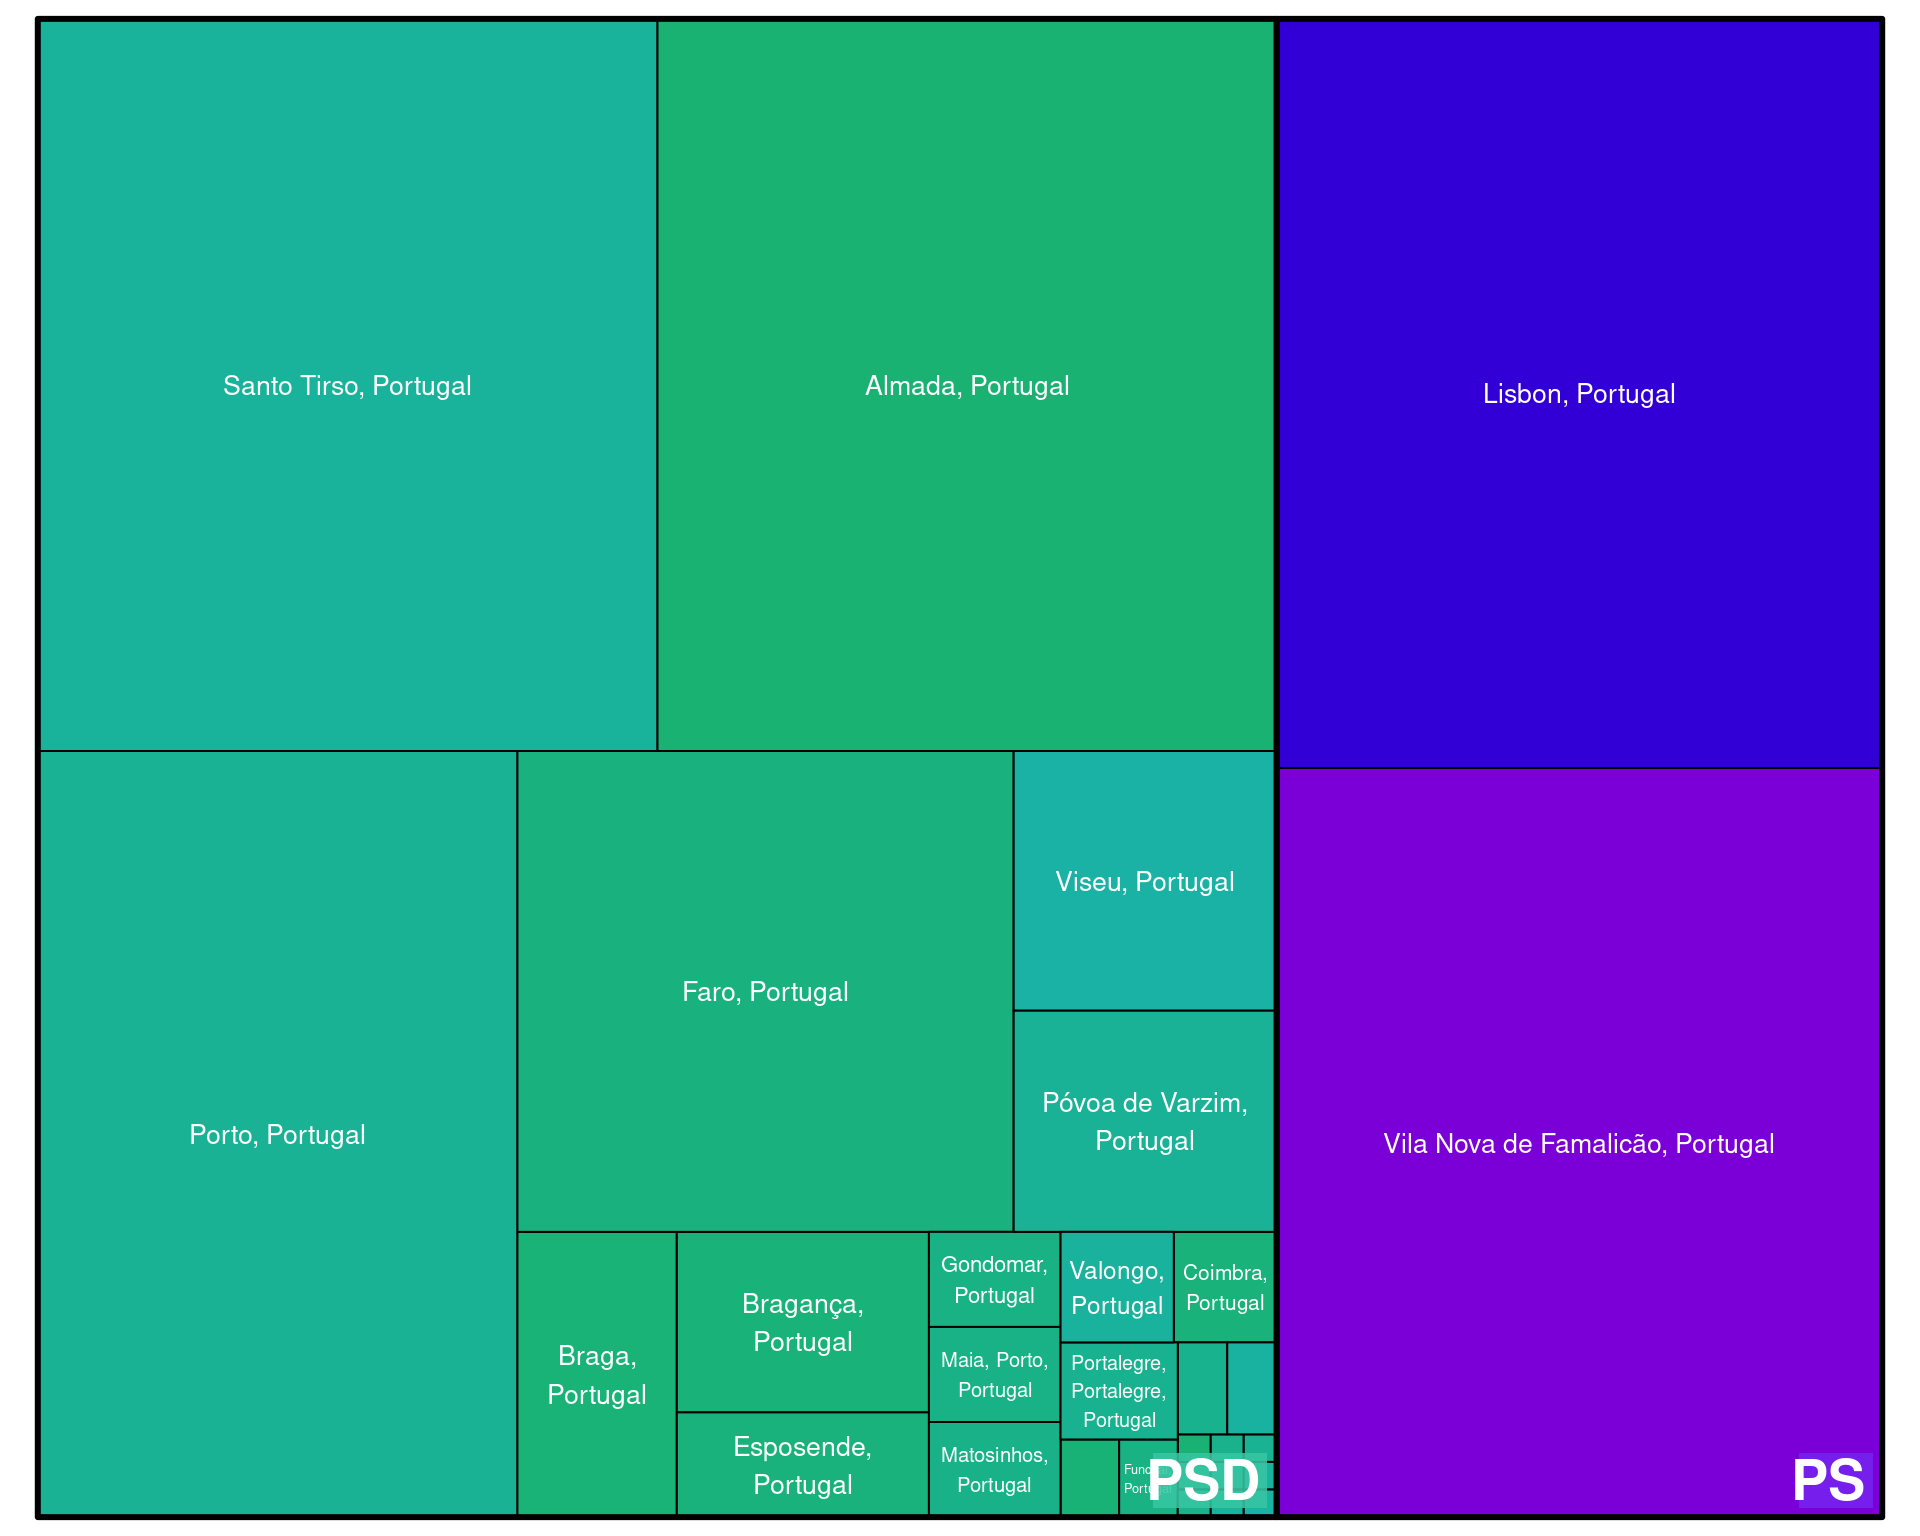 Santo Tirso, Portugal
Almada, Portugal
Lisbon, Portugal
Porto, Portugal
Faro, Portugal
Viseu, Portugal
Póvoa de Varzim,
Portugal
Vila Nova de Famalicão, Portugal
Braga,
Portugal
Bragança,
Portugal
Esposende,
Portugal
Gondomar,
Portugal
Maia, Porto,
Portugal
Matosinhos,
Portugal
Valongo,
Portugal
Coimbra,
Portugal
Portalegre,
Portalegre,
Portugal
PSD
PS